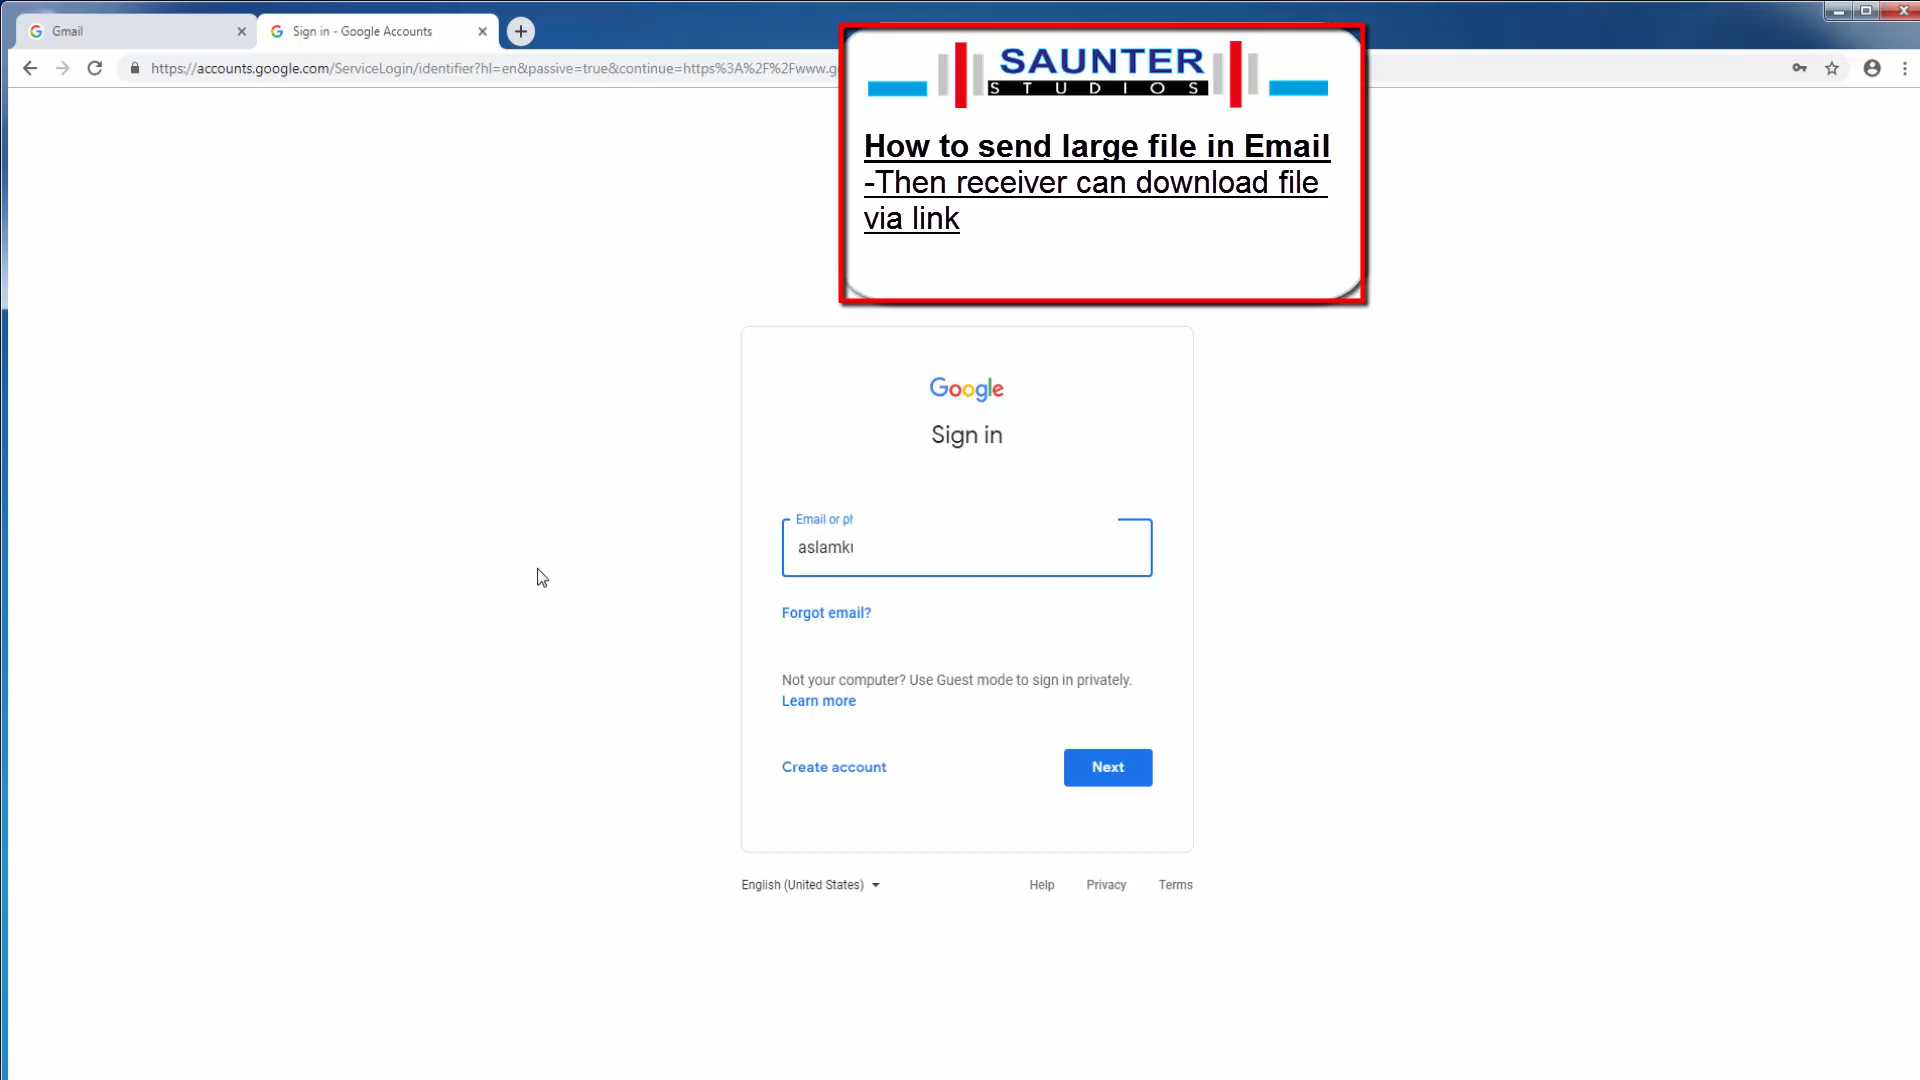 Gmail
Sign in - Google Accounts
https://accounts.google.com/ServiceLogin/identifier?hl=en&passive=true&continue=https%3A%2F%2Fwww.g
SAUNTER
STUDIOS
How to send large file in Email
-Then receiver can download file
via link
Google
Sign in
Email or ph
aslamku
Forgot email?
Not your computer? Use Guest mode to sign in privately.
Learn more
Create account
Next
English (United States)
Help
Privacy
Terms